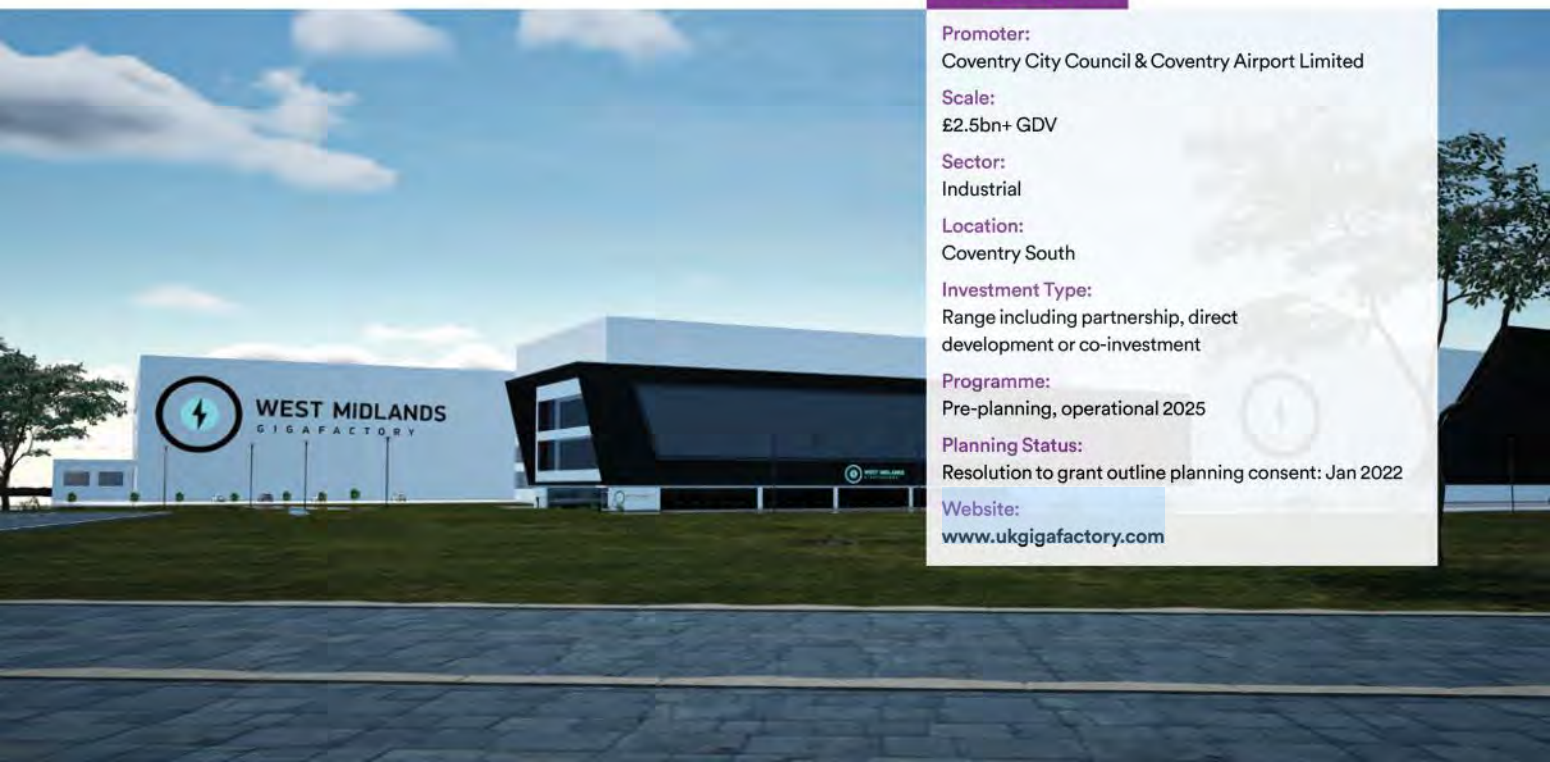 Promoter:
Coventry City Council & Coventry Airport Limited
Scale:
£2.5bn+ GDV
Sector:
Industrial
Location:
Coventry South
Investment Type:
Range including partnership, direct
development or co-investment
Programme:
Pre-planning, operational 2025
Planning Status:
Resolution to grant outline planning consent: Jan 2022
Website:
www.ukgigafactory.com
WEST MIDLANDS
GIGAFACTORY
WEST MIDLANDS